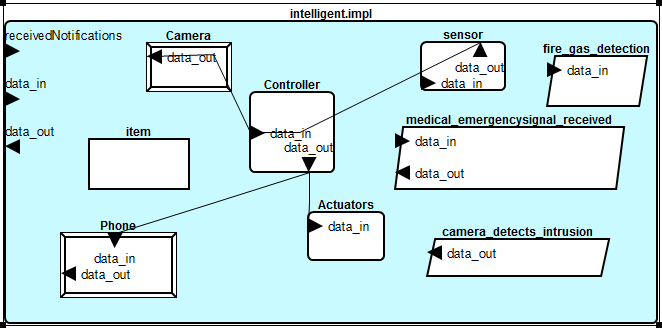 intelligent.impl
receivedNotifications
Camera
sensor
data_out
fire_gas_detection
data_out
data_in
data_in
Controller
data_in
data_in
data_out
item
data_in
data_out
medical_emergencysignal_received
data_in
data_out
Phone
data_in
data_out
Actuators
data_in
camera_detects_intrusion
data_out